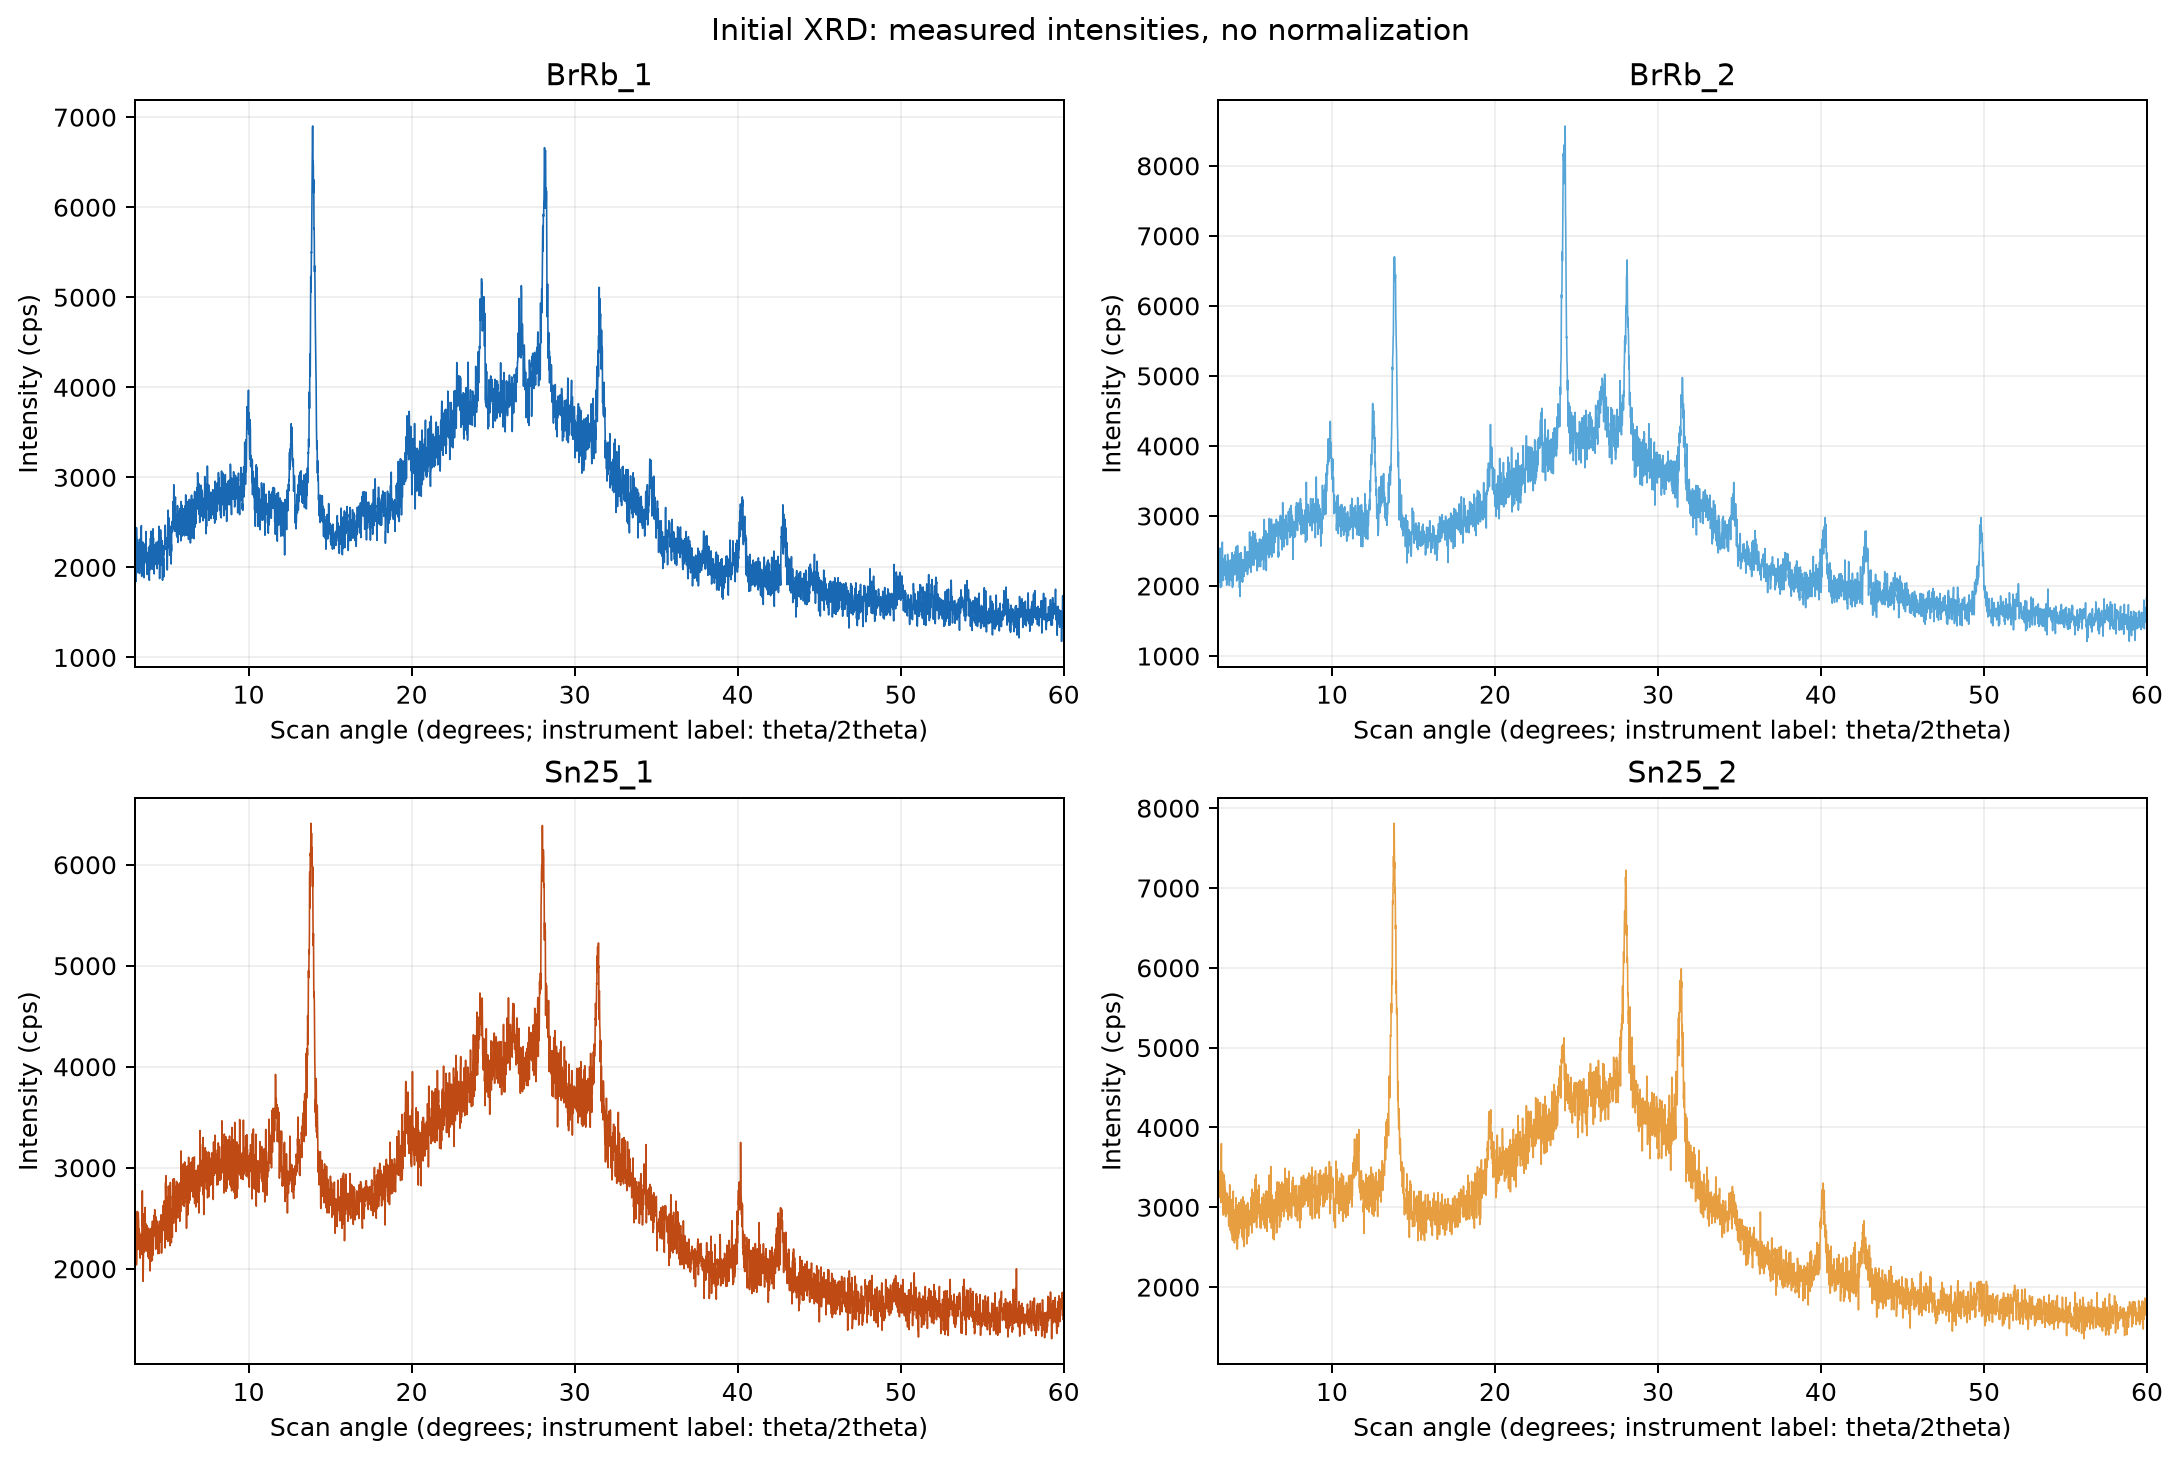 Initial XRD: measured intensities, no normalization
BrRb_1
7000
6000
5000
4000
3000
2000
1000
Intensity (cps)
10 20 30 40 50 60
Scan angle (degrees; instrument label: theta/2theta)
BrRb_2
8000
7000
6000
5000
4000
3000
2000
1000
Intensity (cps)
10 20 30 40 50 60
Scan angle (degrees; instrument label: theta/2theta)
Sn25_1
6000
5000
4000
3000
2000
Intensity (cps)
10 20 30 40 50 60
Scan angle (degrees; instrument label: theta/2theta)
Sn25_2
8000
7000
6000
5000
4000
3000
2000
Intensity (cps)
10 20 30 40 50 60
Scan angle (degrees; instrument label: theta/2theta)